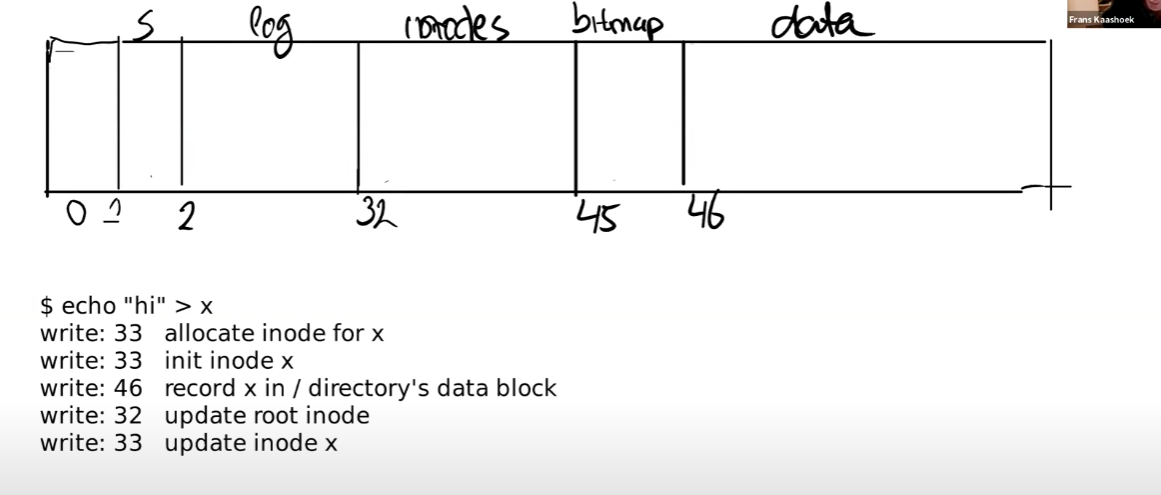 S log inodes bitmap data
Frans Kaashoek
0 1 2 32 45 46
$ echo "hi" > x
write: 33 allocate inode for x
write: 33 init inode x
write: 46 record x in / directory's data block
write: 32 update root inode
write: 33 update inode x